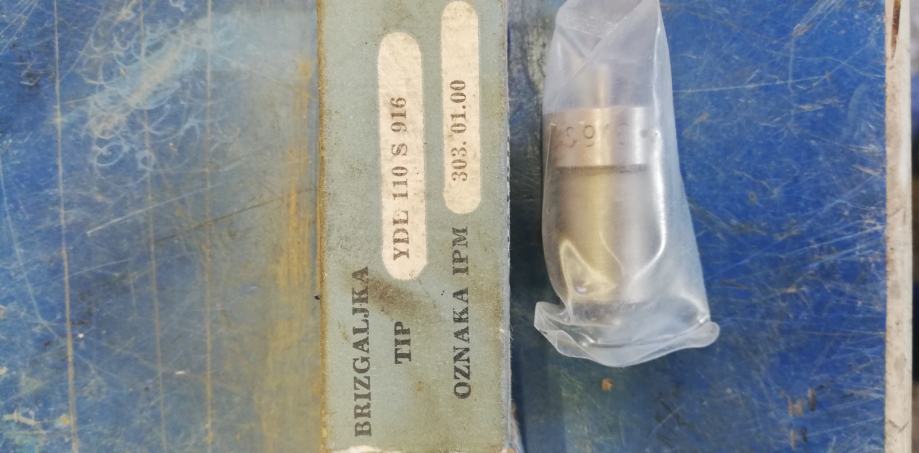 BRIZGALJKA
TIP YDL 110 S 916
OZNAKA IPM 303. 01.00